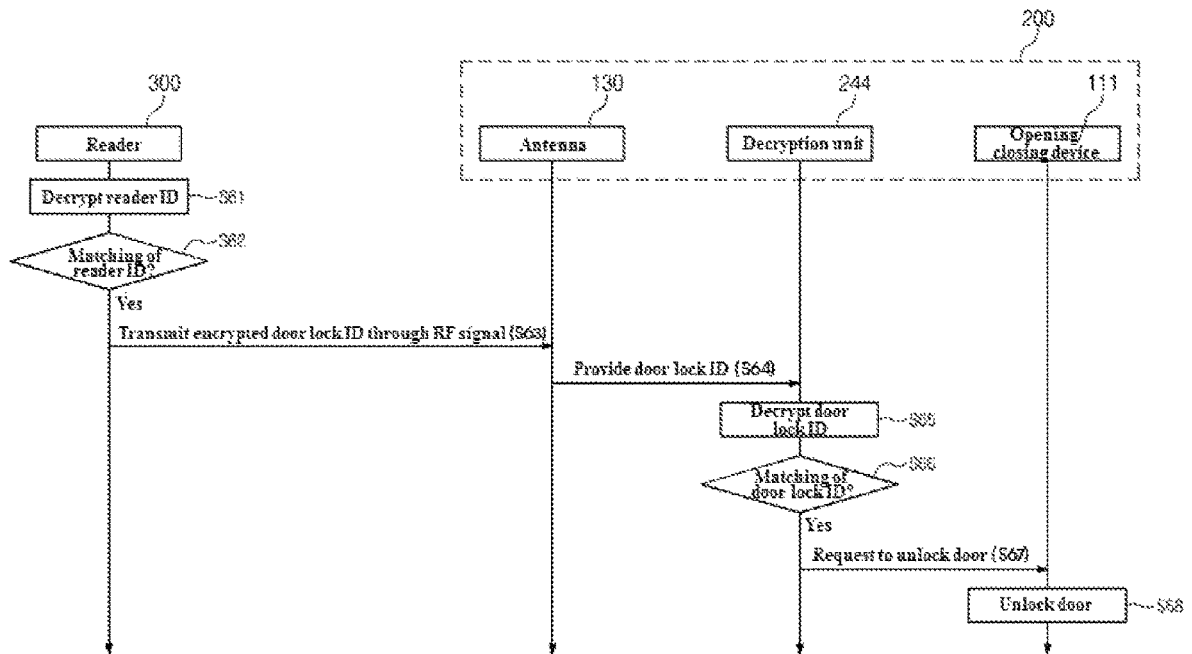 200
300
130
244
111
Reader
Antenna
Decryption unit
Opening
closing device
Decrypt reader ID
S61
S62
Matching of
reader ID?
Yes
Transmit encrypted door lock ID through RF signal (S63)
Provide door lock ID (S64)
Decrypt door
lock ID
S65
S66
Matching of
door lock ID?
Yes
Request to unlock door (S67)
Unlock door
S68